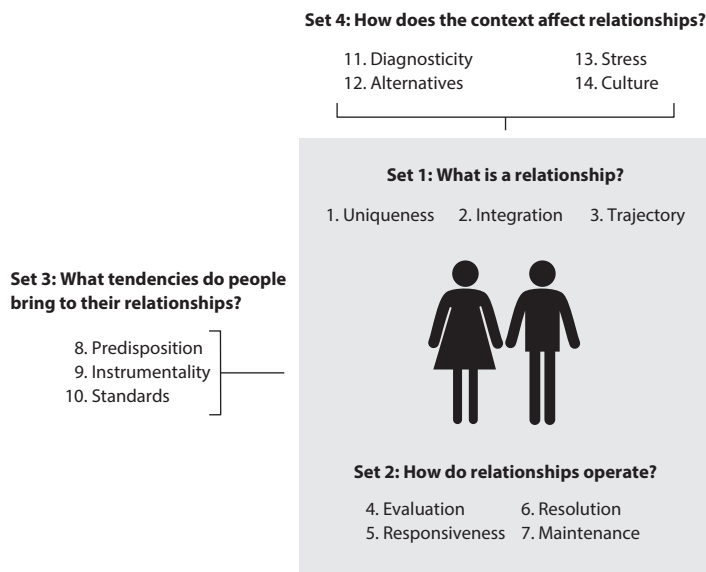 Set 4: How does the context affect relationships?
11. Diagnosticity 13. Stress
12. Alternatives 14. Culture
Set 1: What is a relationship?
1. Uniqueness 2. Integration 3. Trajectory
Set 3: What tendencies do people
bring to their relationships?
8. Predisposition
9. Instrumentality
10. Standards
Set 2: How do relationships operate?
4. Evaluation 6. Resolution
5. Responsiveness 7. Maintenance